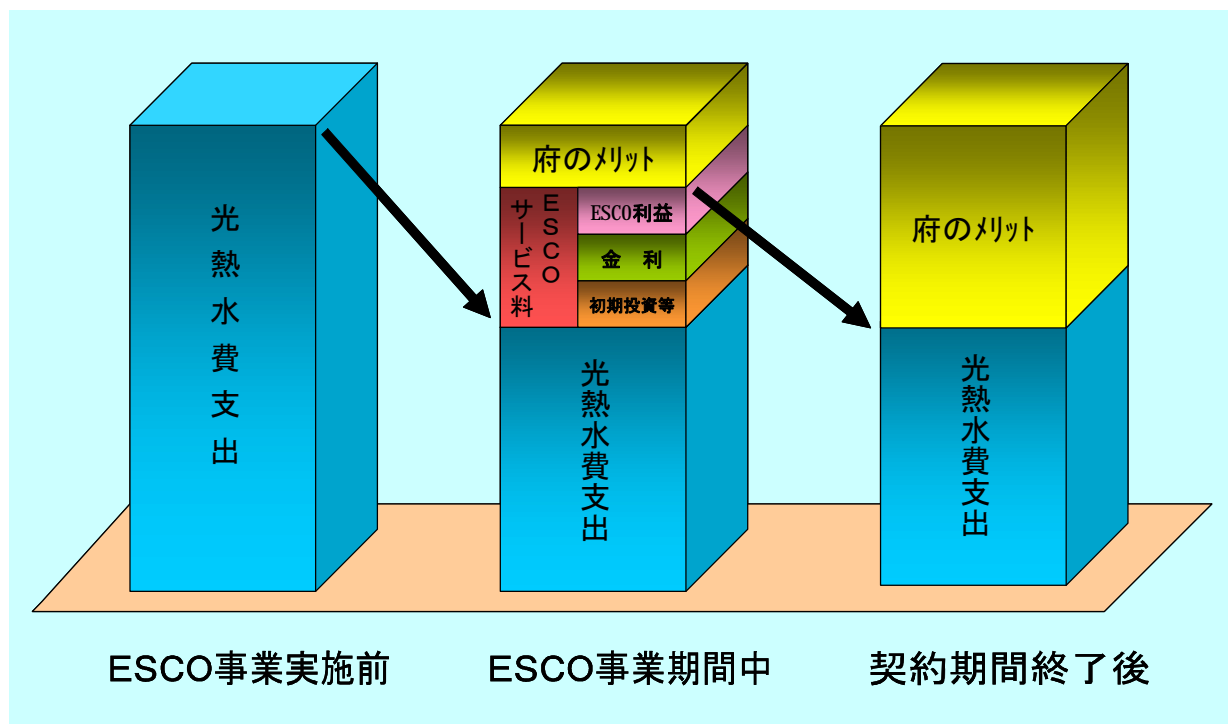 光熱水費支出
府のﾒﾘｯﾄ
ESCO
サービス料
ESCO利益
金　利
初期投資等
光熱水費支出
府のﾒﾘｯﾄ
光熱水費支出
ESCO事業実施前
ESCO事業期間中
契約期間終了後